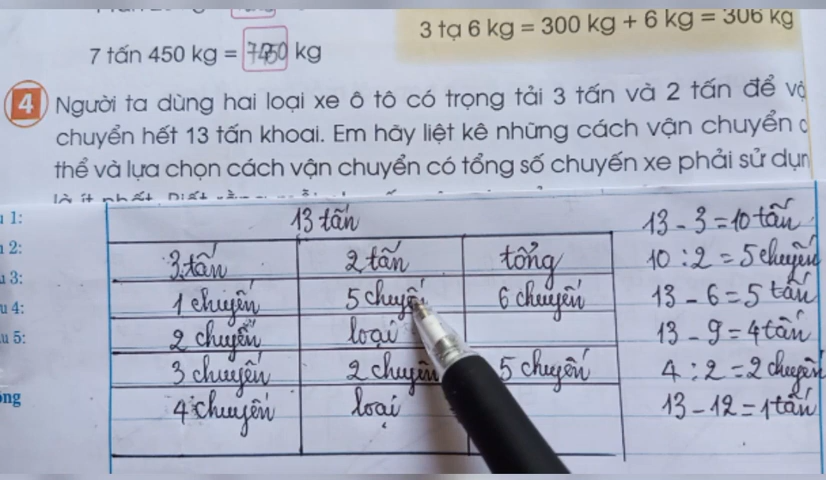 3 tạ 6 kg = 300 kg + 6 kg = 306 kg
7 tấn 450 kg = 7450 kg
4 Người ta dùng hai loại xe ô tô có trọng tải 3 tấn và 2 tấn để
chuyển hết 13 tấn khoai. Em hãy liệt kê những cách vận chuyển
thể và lựa chọn cách vận chuyển có tổng số chuyến xe phải sử
1:
2:
3:
4:
5:
13 tấn
3 tấn 2 tấn tổng
1 chuyến 5 chuyến 6 chuyến
2 chuyến loại
3 chuyến 2 chuyến 5 chuyến
4 chuyến loại
13 - 3 = 10 tấn
10 : 2 = 5 chuyến
13 - 6 = 5 tấn
13 - 9 = 4 tấn
4 : 2 = 2 chuyến
13 - 12 = 1 tấn